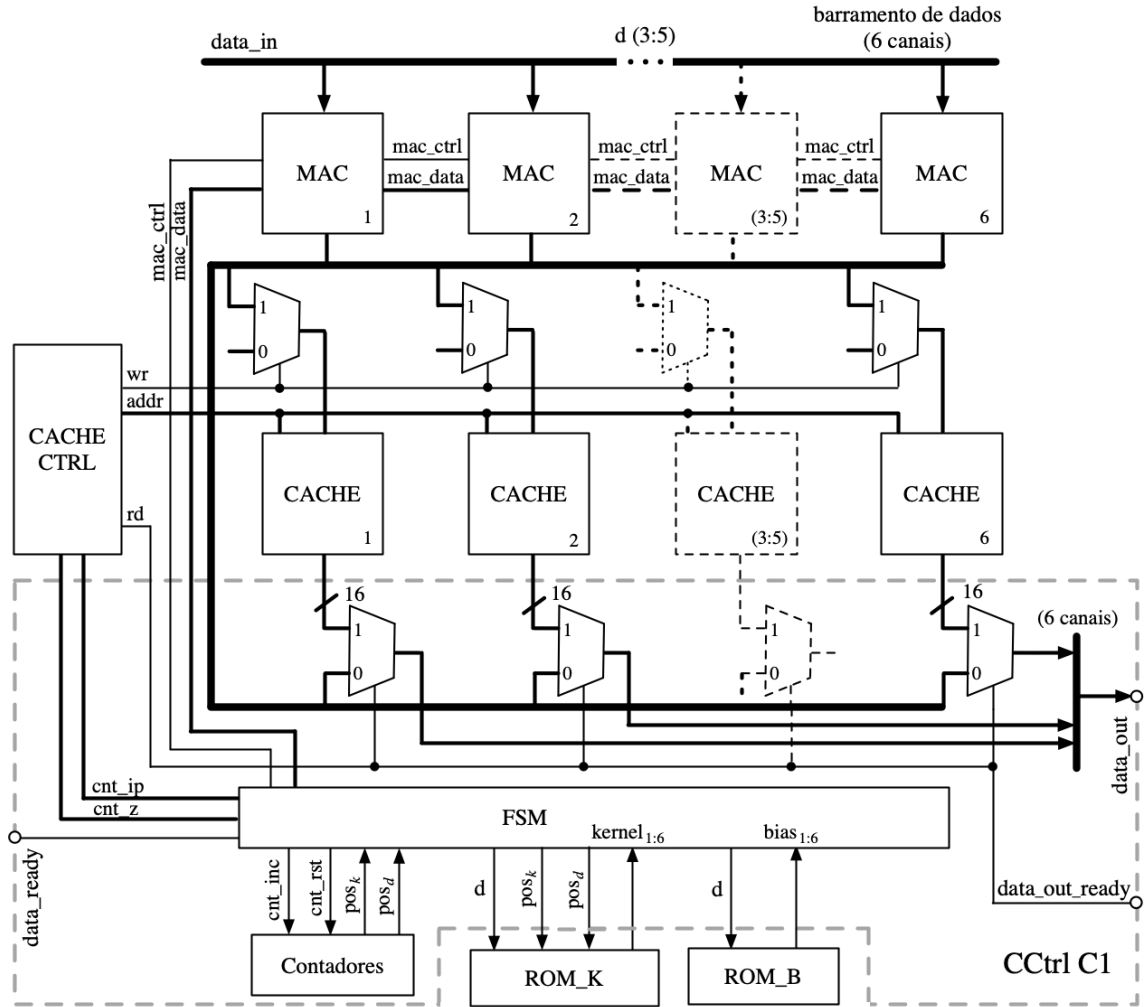 data_in
d (3:5)
barramento de dados
(6 canais)
MAC
1
mac_ctrl
mac_data
MAC
2
mac_ctrl
mac_data
MAC
(3:5)
mac_ctrl
mac_data
MAC
6
mac_ctrl
mac_data
1
0
1
0
1
0
1
0
CACHE
CTRL
wr
addr
rd
CACHE
1
CACHE
2
CACHE
(3:5)
CACHE
6
16
1
0
16
1
0
1
0
16
1
0
(6 canais)
data_out
cnt_ip
cnt_z
FSM
kernel1:6
bias1:6
data_ready
cnt_inc
cnt_rst
posk
posd
d
posk
posd
d
data_out_ready
Contadores
ROM_K
ROM_B
CCtrl C1